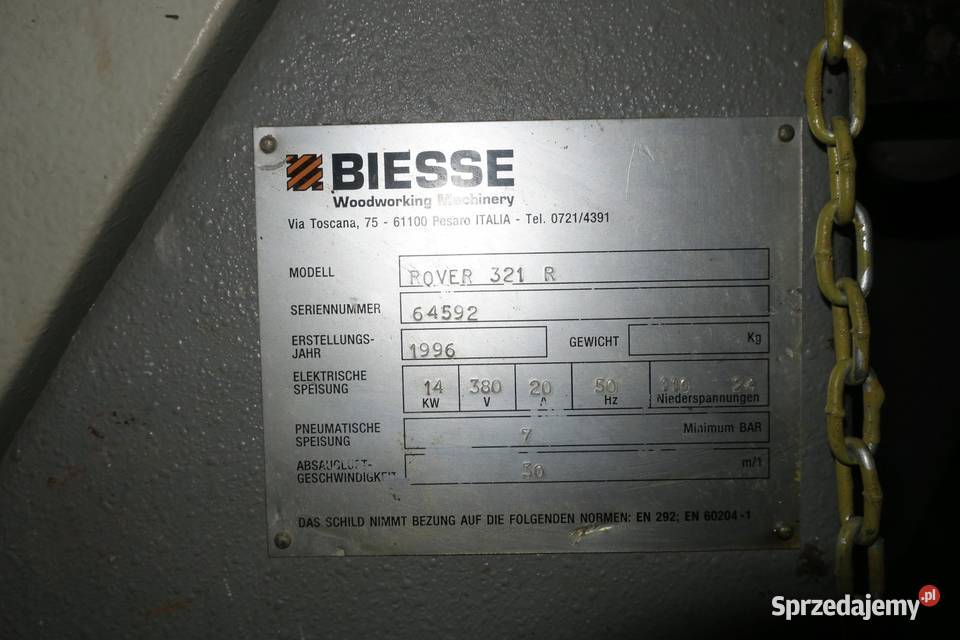 BIESSE
Woodworking Machinery
Via Toscana, 75 - 61100 Pesaro ITALIA - Tel. 0721/4391
MODELL ROVER 321 R
SERIENNUMMER 64592
ERSTELLUNGS-
JAHR 1996 GEWICHT Kg
ELEKTRISCHE
SPEISUNG 14 380 20 50 110 24
KW V A Hz Niederspannungen
PNEUMATISCHE
SPEISUNG 7 Minimum BAR
ABSAUGLUFT-
GESCHWINDIGKEIT 30 m/1
DAS SCHILD NIMMT BEZUNG AUF DIE FOLGENDEN NORMEN: EN 292; EN 60204-1
Sprzedajemy.pl